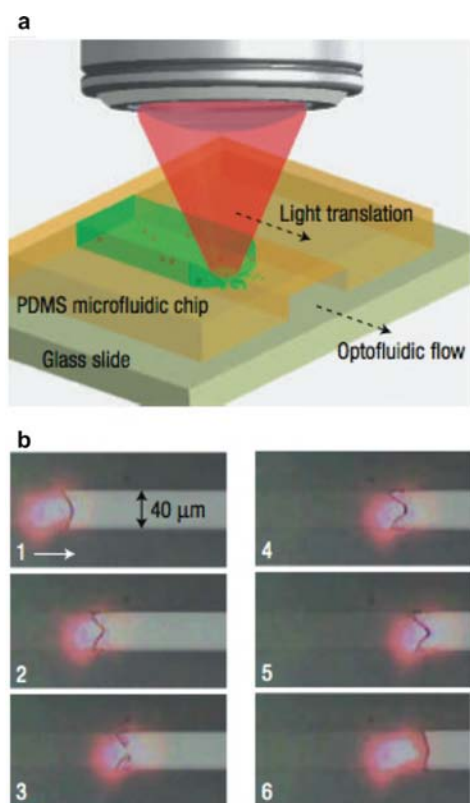 a
Light translation
PDMS microfluidic chip
Optofluidic flow
Glass slide
b
40 μm
1
2
3
4
5
6